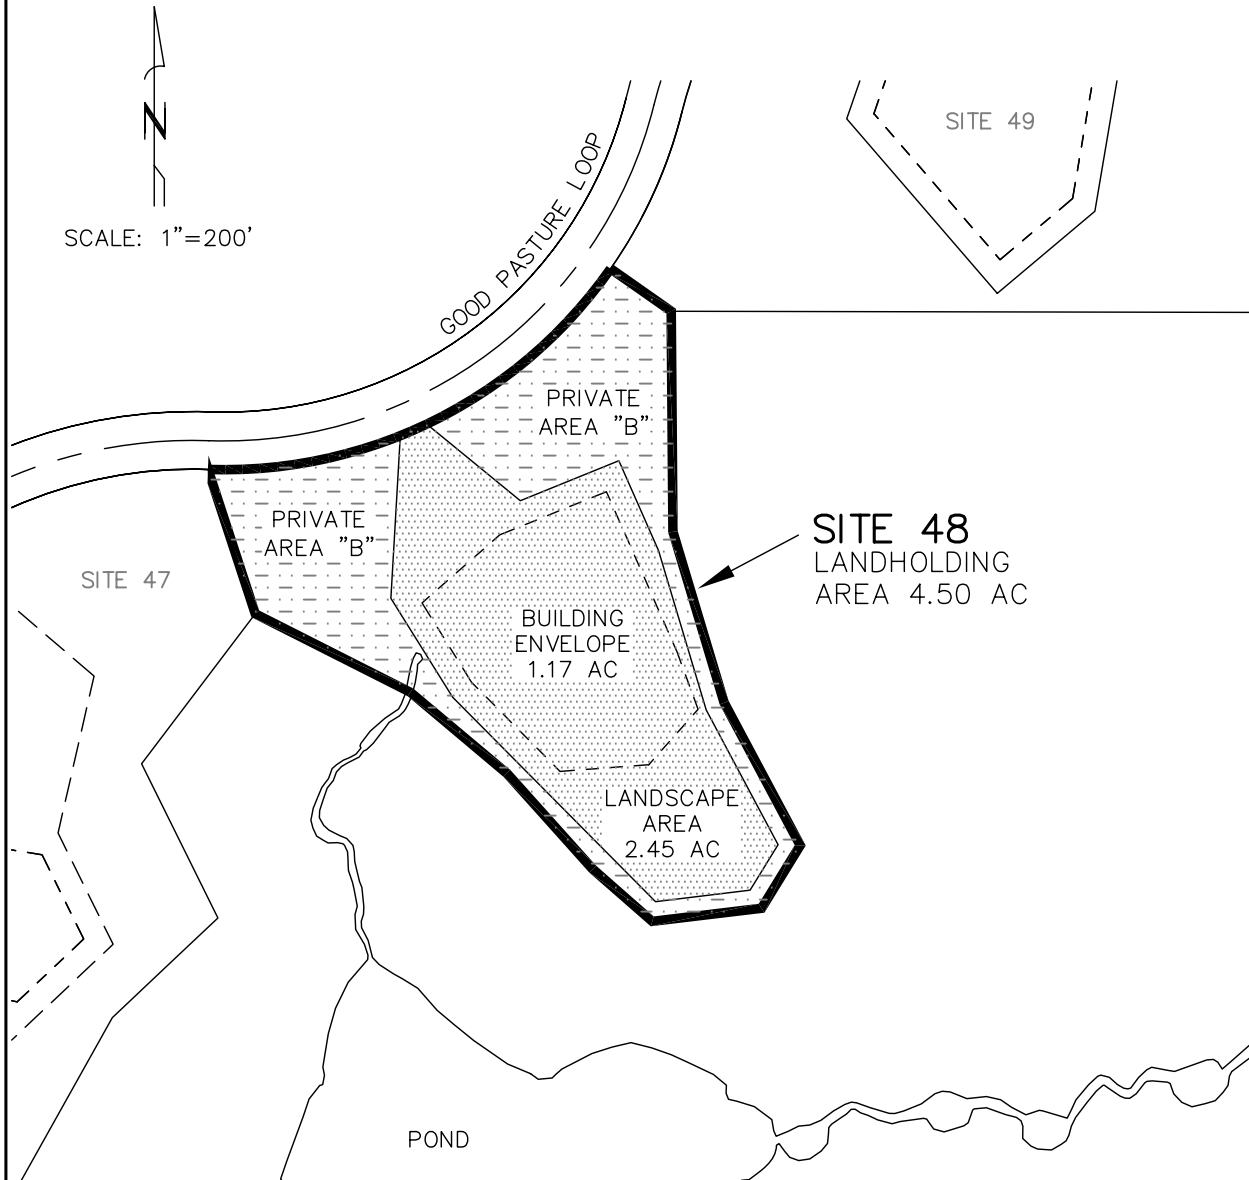 N
SCALE: 1"=200'
GOOD PASTURE LOOP
SITE 49
PRIVATE
AREA "B"
PRIVATE
AREA "B"
SITE 47
SITE 48
LANDHOLDING
AREA 4.50 AC
BUILDING
ENVELOPE
1.17 AC
LANDSCAPE
AREA
2.45 AC
POND